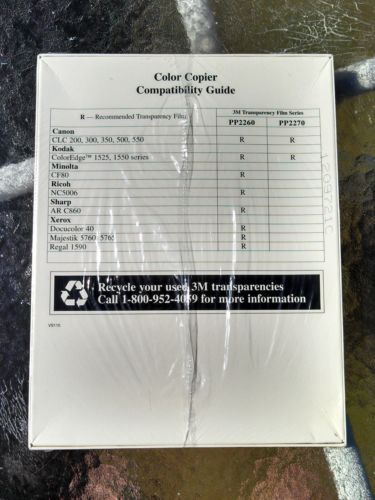 Color Copier
Compatibility Guide
R — Recommended Transparency Film
3M Transparency Film Series
PP2260 PP2270
Canon
CLC 200, 300, 350, 500, 550 R R
Kodak
ColorEdge™ 1525, 1550 series R R
Minolta
CF80 R
Ricoh
NC5006 R
Sharp
AR C860 R
Xerox
Docucolor 40 R
Majestik 5760, 5765 R
Regal 1590 R
Recycle your used 3M transparencies
Call 1-800-952-4059 for more information